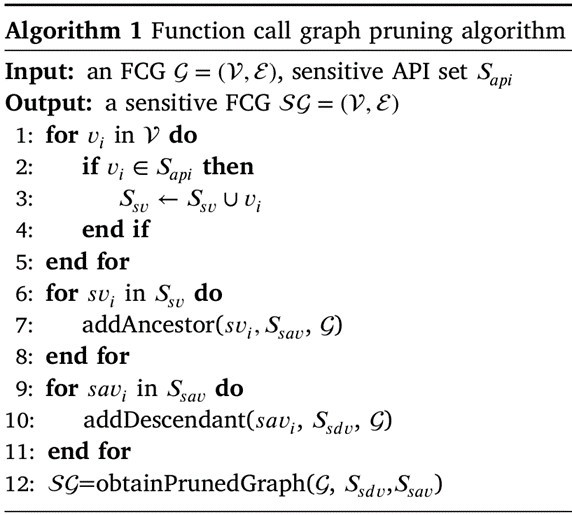 Algorithm 1 Function call graph pruning algorithm
Input: an FCG 𝒢 = (𝒱, ℰ), sensitive API set S_api
Output: a sensitive FCG 𝒮𝒢 = (𝒱, ℰ)
1: for v_i in 𝒱 do
2: if v_i ∈ S_api then
3: S_sv ← S_sv ∪ v_i
4: end if
5: end for
6: for sv_i in S_sv do
7: addAncestor(sv_i, S_sav, 𝒢)
8: end for
9: for sav_i in S_sav do
10: addDescendant(sav_i, S_sdv, 𝒢)
11: end for
12: 𝒮𝒢=obtainPrunedGraph(𝒢, S_sdv,S_sav)